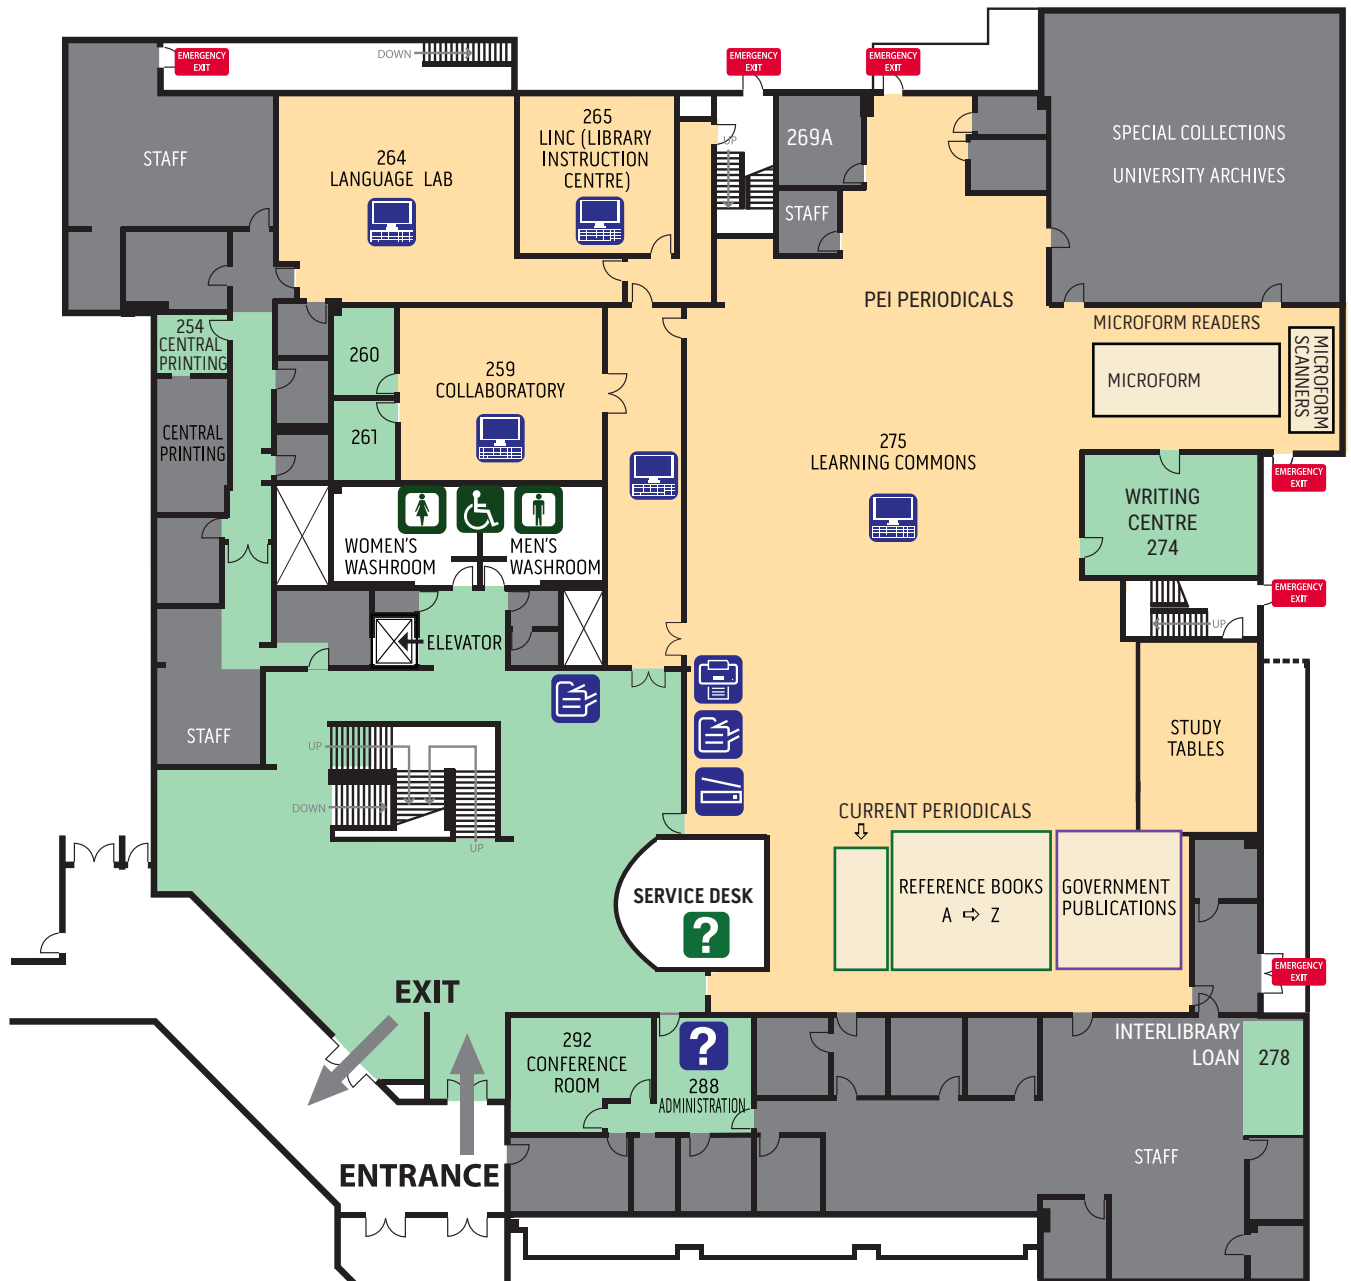 EMERGENCY
EXIT
DOWN
EMERGENCY
EXIT
EMERGENCY
EXIT
STAFF
264
LANGUAGE LAB
265
LINC (LIBRARY
INSTRUCTION
CENTRE)
UP
269A
STAFF
SPECIAL COLLECTIONS
UNIVERSITY ARCHIVES
PEI PERIODICALS
MICROFORM READERS
MICROFORM
MICROFORM
SCANNERS
254
CENTRAL
PRINTING
CENTRAL
PRINTING
260
261
259
COLLABORATORY
275
LEARNING COMMONS
EMERGENCY
EXIT
WRITING
CENTRE
274
WOMEN'S
WASHROOM
MEN'S
WASHROOM
EMERGENCY
EXIT
UP
ELEVATOR
STAFF
UP
DOWN
UP
STUDY
TABLES
CURRENT PERIODICALS
REFERENCE BOOKS
A ⇨ Z
GOVERNMENT
PUBLICATIONS
SERVICE DESK
?
EMERGENCY
EXIT
EXIT
ENTRANCE
292
CONFERENCE
ROOM
?
288
ADMINISTRATION
INTERLIBRARY
LOAN
278
STAFF